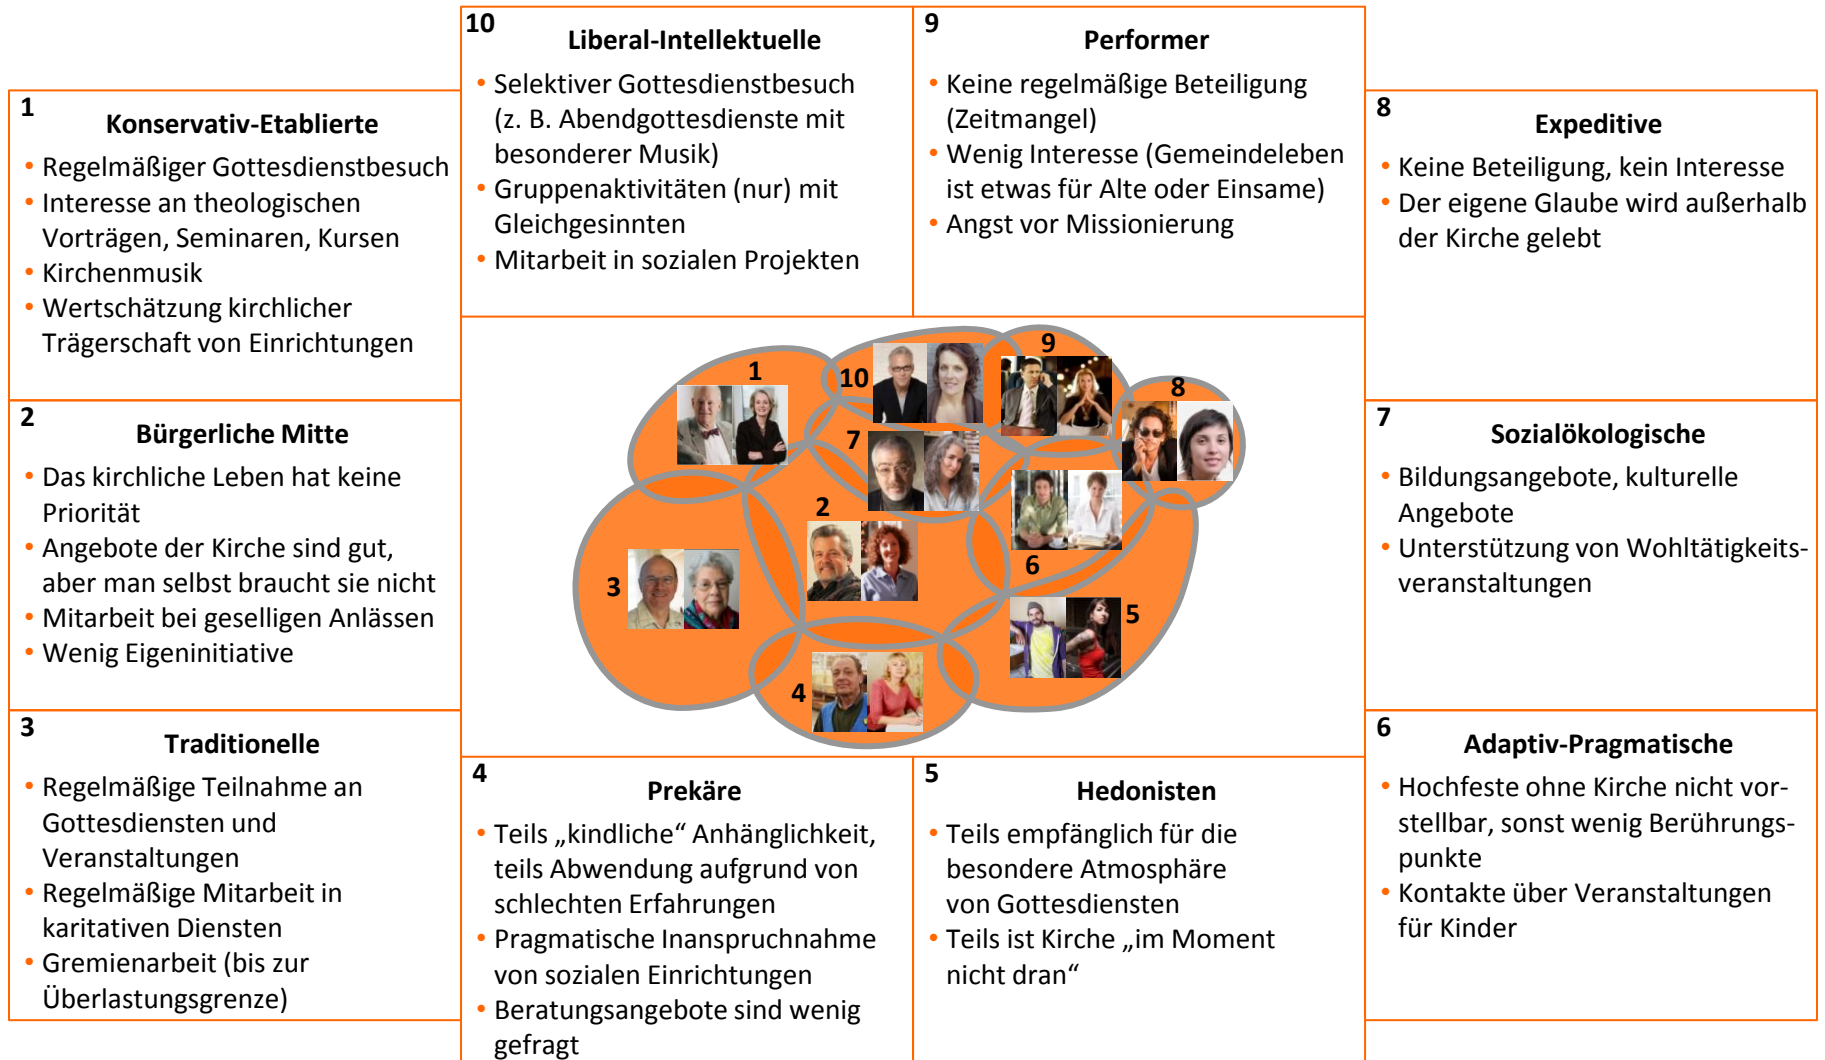 10
Liberal-Intellektuelle
• Selektiver Gottesdienstbesuch
(z. B. Abendgottesdienste mit
besonderer Musik)
• Gruppenaktivitäten (nur) mit
Gleichgesinnten
• Mitarbeit in sozialen Projekten
9
Performer
• Keine regelmäßige Beteiligung
(Zeitmangel)
• Wenig Interesse (Gemeindeleben
ist etwas für Alte oder Einsame)
• Angst vor Missionierung
1
Konservativ-Etablierte
• Regelmäßiger Gottesdienstbesuch
• Interesse an theologischen
Vorträgen, Seminaren, Kursen
• Kirchenmusik
• Wertschätzung kirchlicher
Trägerschaft von Einrichtungen
8
Expeditive
• Keine Beteiligung, kein Interesse
• Der eigene Glaube wird außerhalb
der Kirche gelebt
2
Bürgerliche Mitte
• Das kirchliche Leben hat keine
Priorität
• Angebote der Kirche sind gut,
aber man selbst braucht sie nicht
• Mitarbeit bei geselligen Anlässen
• Wenig Eigeninitiative
9
1
10
8
7
2
6
3
5
4
7
Sozialökologische
• Bildungsangebote, kulturelle
Angebote
• Unterstützung von Wohltätigkeits-
veranstaltungen
3
Traditionelle
• Regelmäßige Teilnahme an
Gottesdiensten und
Veranstaltungen
• Regelmäßige Mitarbeit in
karitativen Diensten
• Gremienarbeit (bis zur
Überlastungsgrenze)
4
Prekäre
• Teils „kindliche“ Anhänglichkeit,
teils Abwendung aufgrund von
schlechten Erfahrungen
• Pragmatische Inanspruchnahme
von sozialen Einrichtungen
• Beratungsangebote sind wenig
gefragt
5
Hedonisten
• Teils empfänglich für die
besondere Atmosphäre
von Gottesdiensten
• Teils ist Kirche „im Moment
nicht dran“
6
Adaptiv-Pragmatische
• Hochfeste ohne Kirche nicht vor-
stellbar, sonst wenig Berührungs-
punkte
• Kontakte über Veranstaltungen
für Kinder